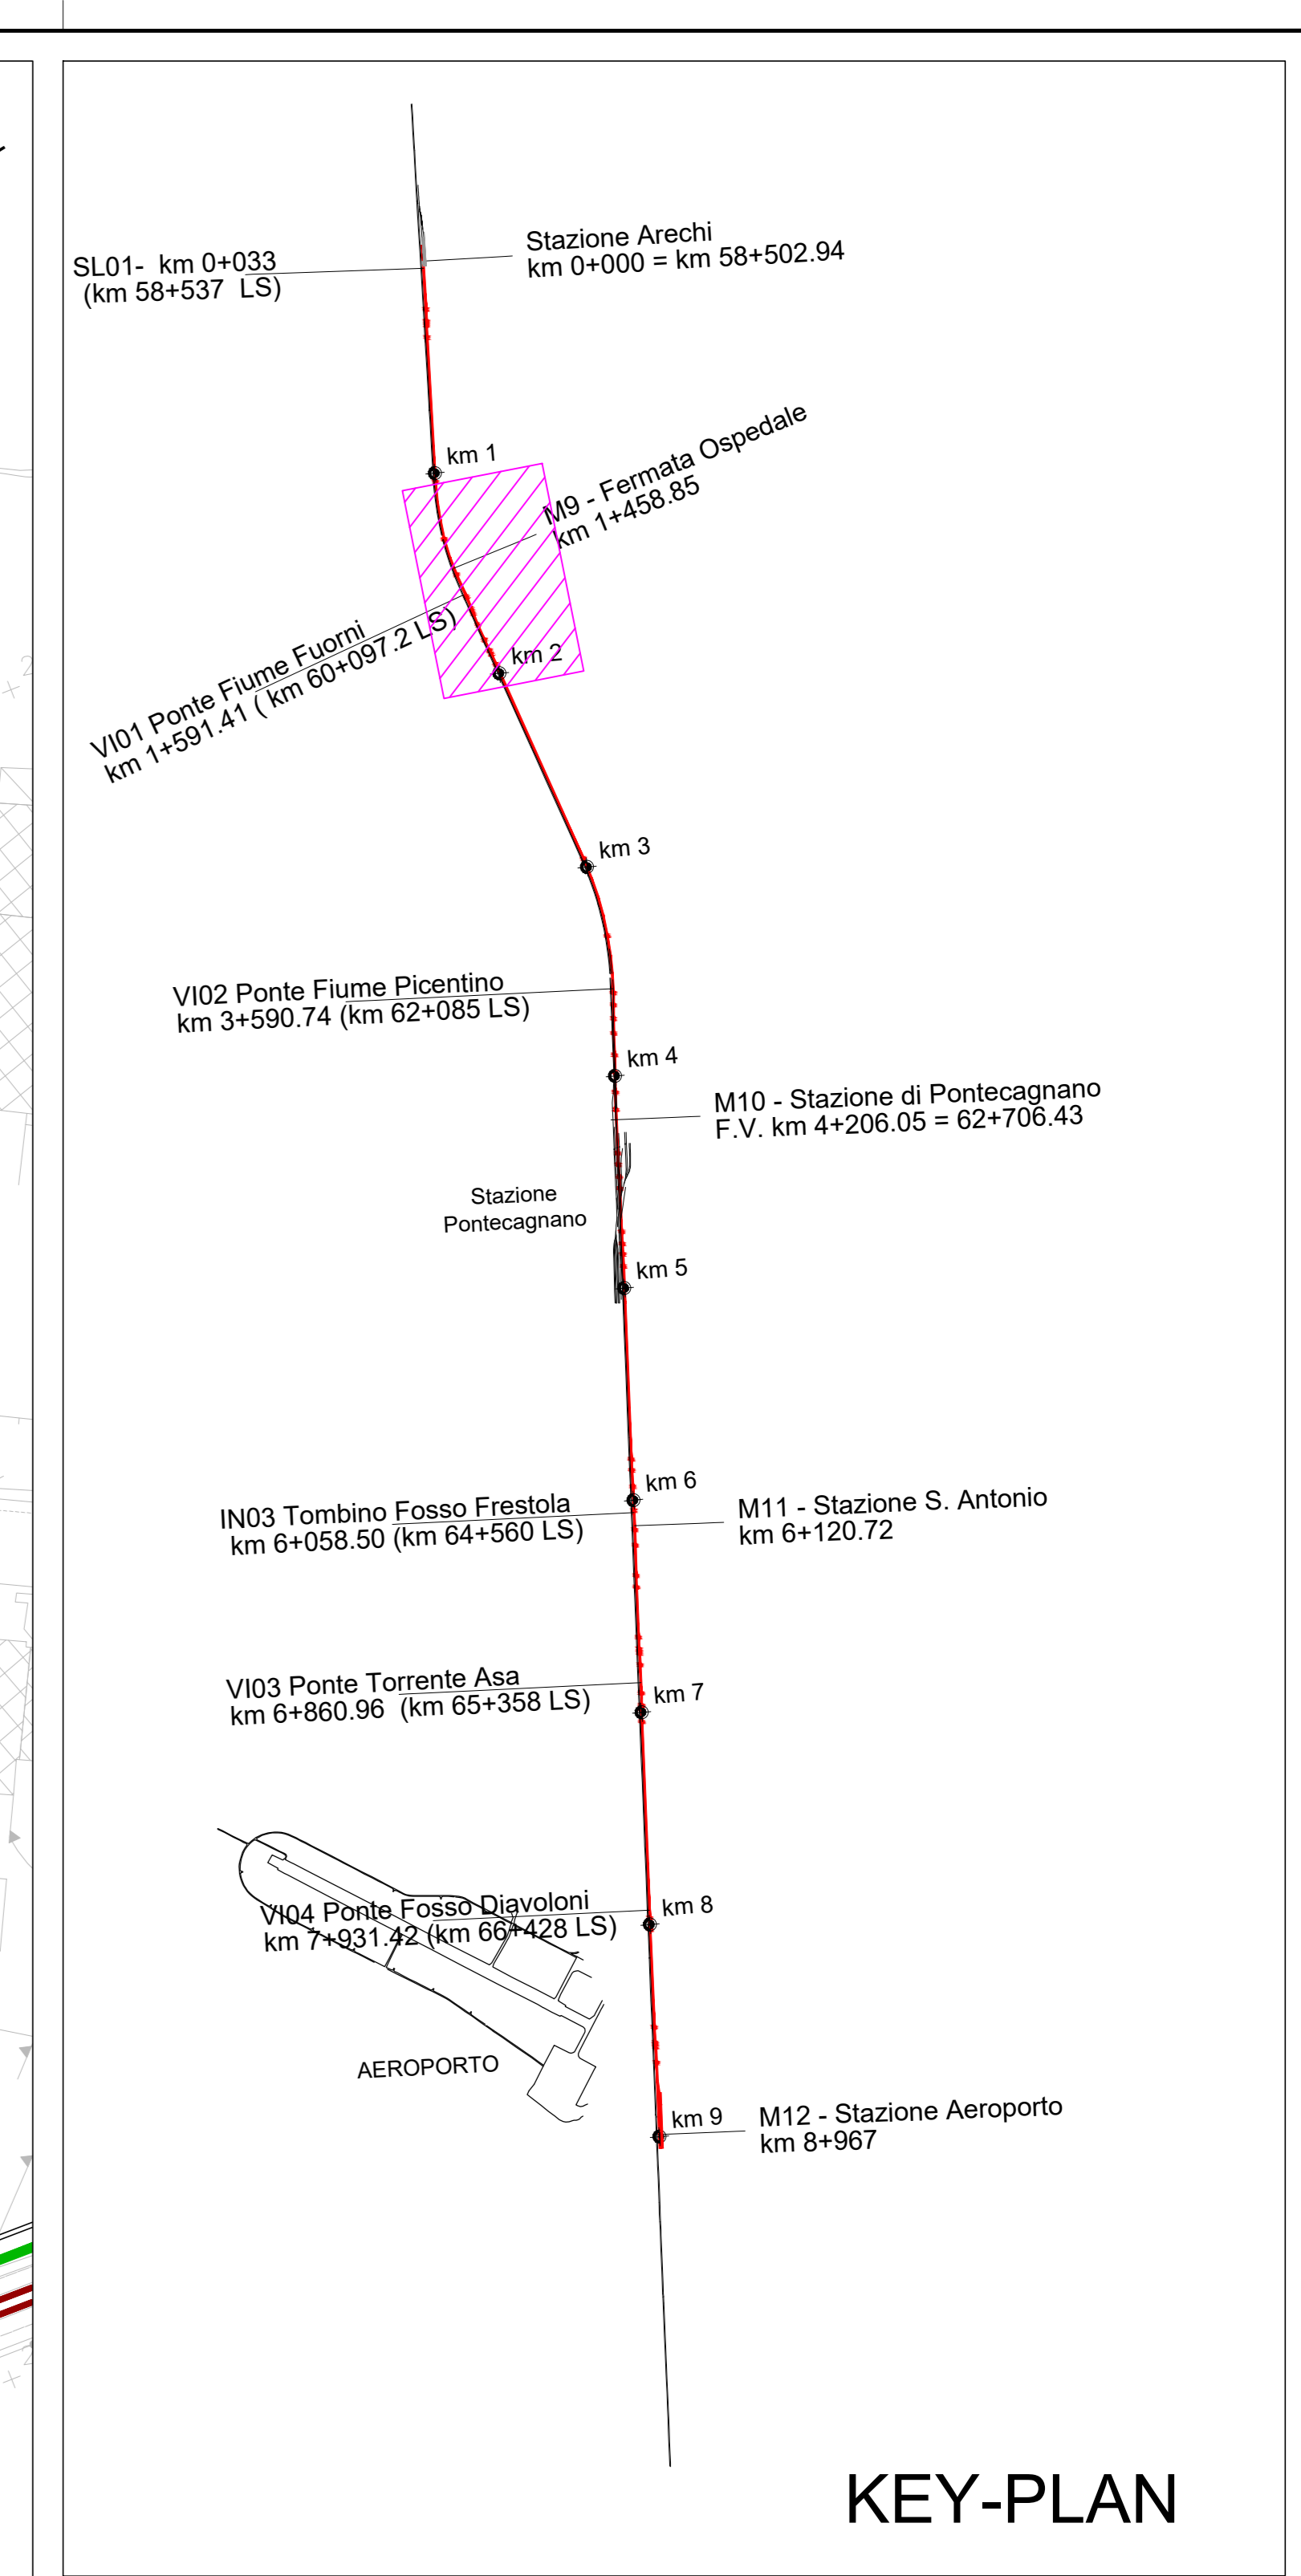 Stazione Arechi
km 0+000 = km 58+502.94
SL01- km 0+033
(km 58+537 LS)
km 1
M9 - Fermata Ospedale
km 1+458.85
VI01 Ponte Fiume Fuorni
km 1+591.41 ( km 60+097.2 LS)
km 2
km 3
VI02 Ponte Fiume Picentino
km 3+590.74 (km 62+085 LS)
km 4
M10 - Stazione di Pontecagnano
F.V. km 4+206.05 = 62+706.43
Stazione
Pontecagnano
km 5
km 6
IN03 Tombino Fosso Frestola
km 6+058.50 (km 64+560 LS)
M11 - Stazione S. Antonio
km 6+120.72
VI03 Ponte Torrente Asa
km 6+860.96 (km 65+358 LS)
km 7
VI04 Ponte Fosso Diavoloni
km 7+931.42 (km 66+428 LS)
km 8
AEROPORTO
km 9
M12 - Stazione Aeroporto
km 8+967
KEY-PLAN